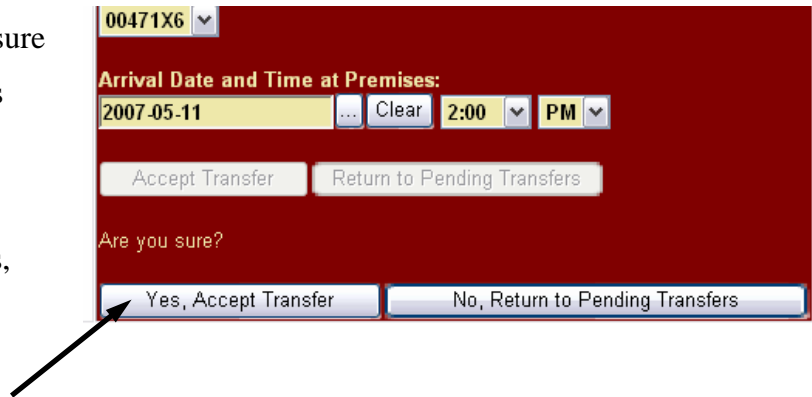 00471X6
sure
Arrival Date and Time at Premises:
2007-05-11 ... Clear 2:00 PM
Accept Transfer Return to Pending Transfers
Are you sure?
Yes, Accept Transfer No, Return to Pending Transfers